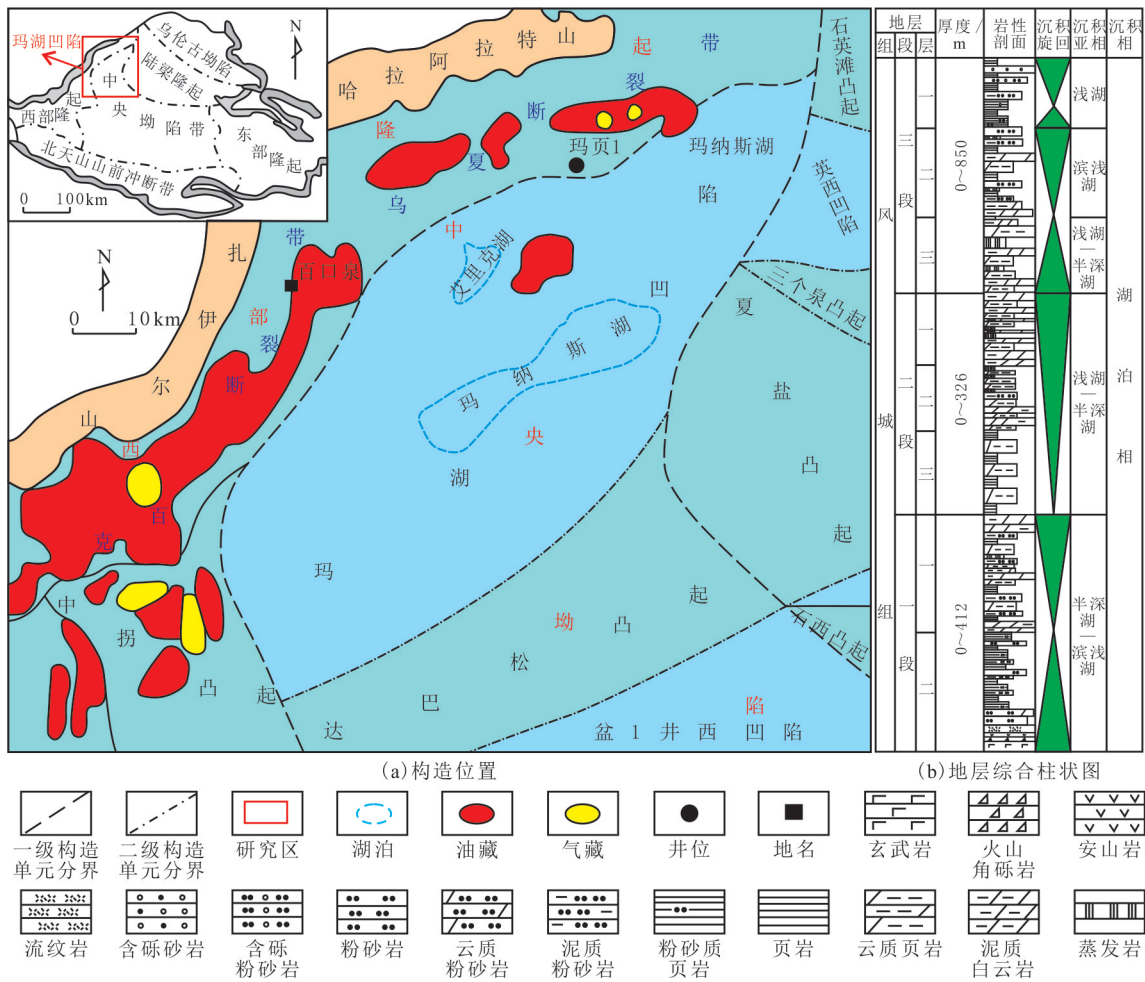 玛湖凹陷
乌伦古坳陷
陆梁隆起
中央坳陷带
西部隆起
东部隆起
北天山山前冲断带
N
0 100km
N
0 10km
哈拉阿拉特山
扎伊尔山
西部隆起
中央坳陷
乌夏断裂带
克百断裂带
石英滩凸起
英西凹陷
三个泉凸起
夏盐凸起
石西凸起
玛湖凹陷
玛纳斯湖
玛页1
艾里克湖
玛纳斯湖
百口泉
中拐凸起
达巴松凸起
盆1井西凹陷
(a)构造位置
地层
组 段 层
厚度/m
岩性剖面
沉积旋回
沉积亚相
沉积相
风城组
三段
一
二
三
0~850
浅湖
滨浅湖
浅湖—半深湖
二段
一
二
三
0~326
浅湖—半深湖
一段
一
二
0~412
半深湖—滨浅湖
湖泊相
(b)地层综合柱状图
一级构造单元分界
二级构造单元分界
研究区
湖泊
油藏
气藏
井位
地名
玄武岩
火山角砾岩
安山岩
流纹岩
含砾砂岩
含砾粉砂岩
粉砂岩
云质粉砂岩
泥质粉砂岩
粉砂质页岩
页岩
云质页岩
泥质白云岩
蒸发岩